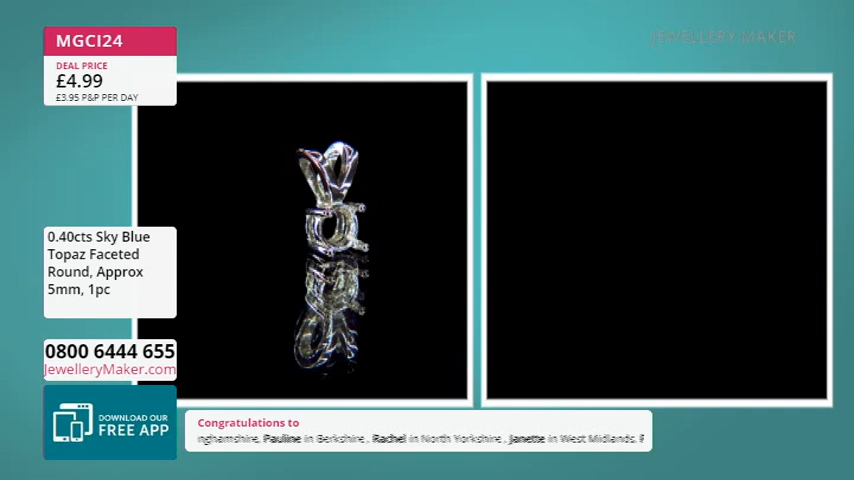 MGCI24
DEAL PRICE
£4.99
£3.95 P&P PER DAY
JEWELLERY MAKER
0.40cts Sky Blue
Topaz Faceted
Round, Approx
5mm, 1pc
0800 6444 655
JewelleryMaker.com
DOWNLOAD OUR
FREE APP
Congratulations to
nghamshire, Pauline in Berkshire, Rachel in North Yorkshire, Janette in West Midlands.